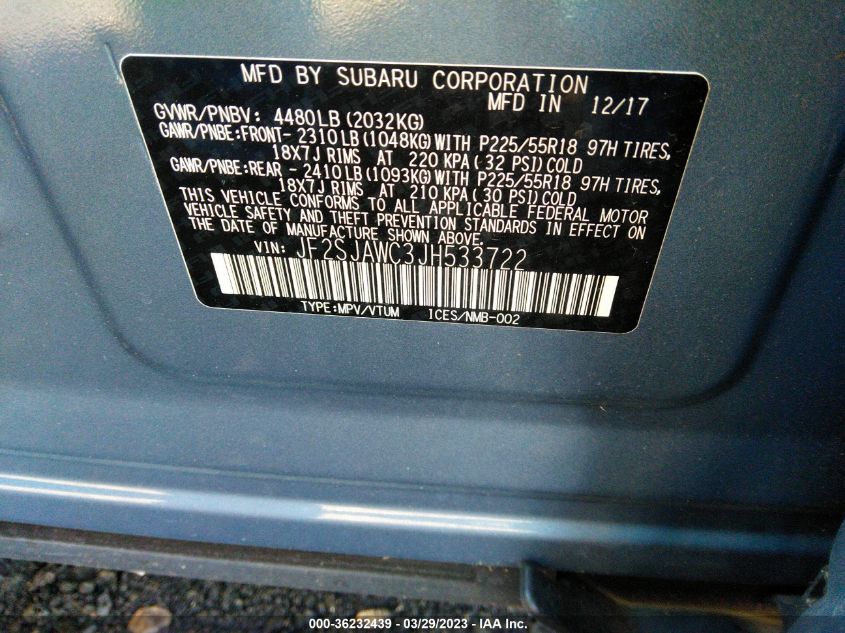 MFD BY SUBARU CORPORATION
MFD IN 12/17
GVWR/PNBV: 4480LB(2032KG)
GAWR/PNBE:FRONT-2310LB(1048KG)WITH P225/55R18 97H TIRES,
18X7J RIMS AT 220 KPA(32 PSI)COLD
GAWR/PNBE:REAR -2410LB(1093KG)WITH P225/55R18 97H TIRES,
18X7J RIMS AT 210 KPA(30 PSI)COLD
THIS VEHICLE CONFORMS TO ALL APPLICABLE FEDERAL MOTOR
VEHICLE SAFETY AND THEFT PREVENTION STANDARDS IN EFFECT ON
THE DATE OF MANUFACTURE SHOWN ABOVE.
VIN: JF2SJAWC3JH533722
TYPE:MPV/VTUM ICES/NMB-002
000-36232439 - 03/29/2023 - IAA Inc.